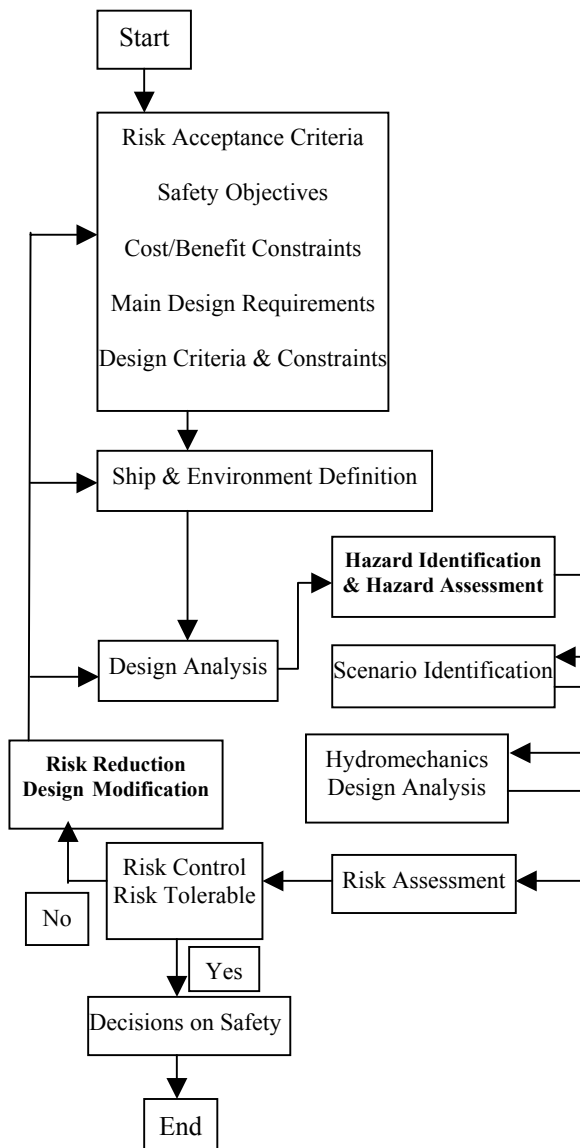 Start
Risk Acceptance Criteria
Safety Objectives
Cost/Benefit Constraints
Main Design Requirements
Design Criteria & Constraints
Ship & Environment Definition
Hazard Identification
& Hazard Assessment
Design Analysis
Scenario Identification
Risk Reduction
Design Modification
Hydromechanics
Design Analysis
Risk Control
Risk Tolerable
Risk Assessment
No
Yes
Decisions on Safety
End